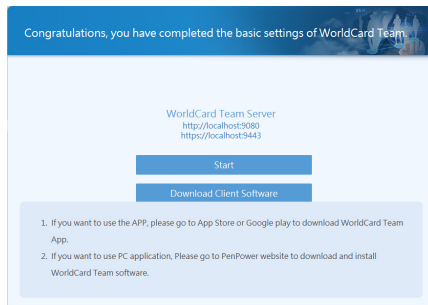 Congratulations, you have completed the basic settings of WorldCard Team.
WorldCard Team Server
http://localhost:9080
https://localhost:9443
Start
Download Client Software
1. If you want to use the APP, please go to App Store or Google play to download WorldCard Team
App.
2. If you want to use PC application, Please go to PenPower website to download and install
WorldCard Team software.